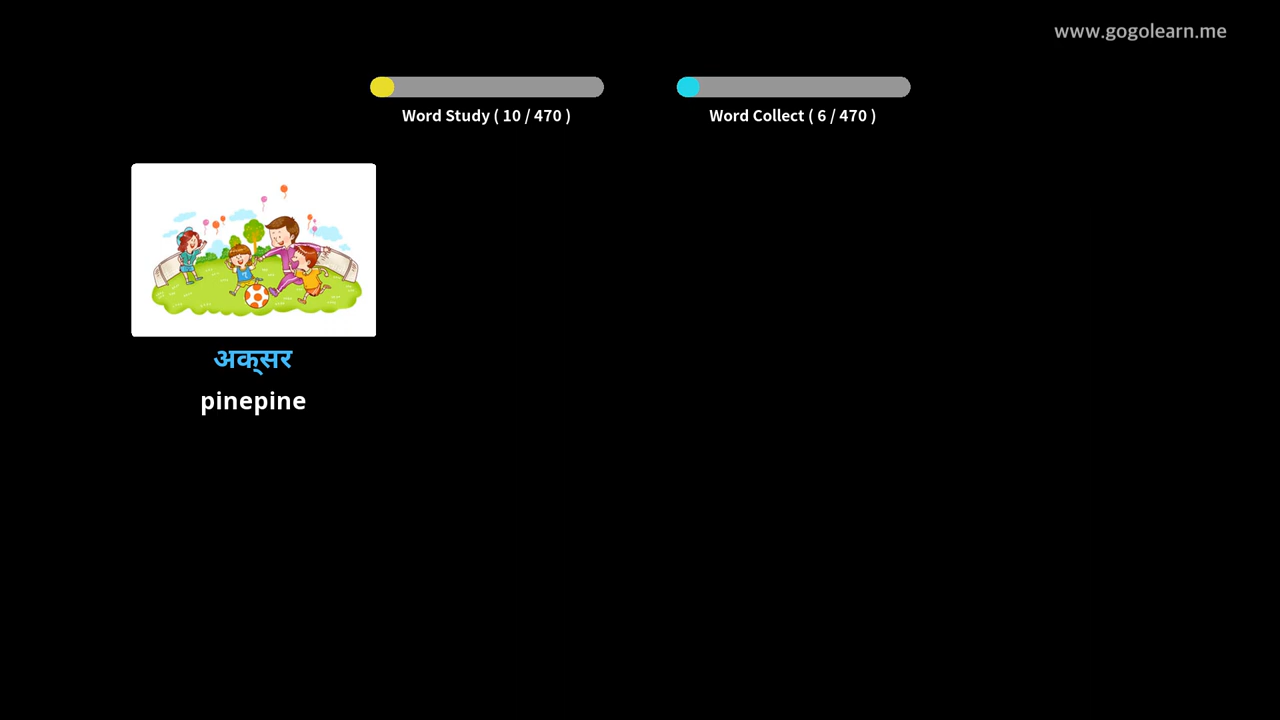 www.gogolearn.me
Word Study ( 10 / 470 )
Word Collect ( 6 / 470 )
अक्‌सर
pinepine